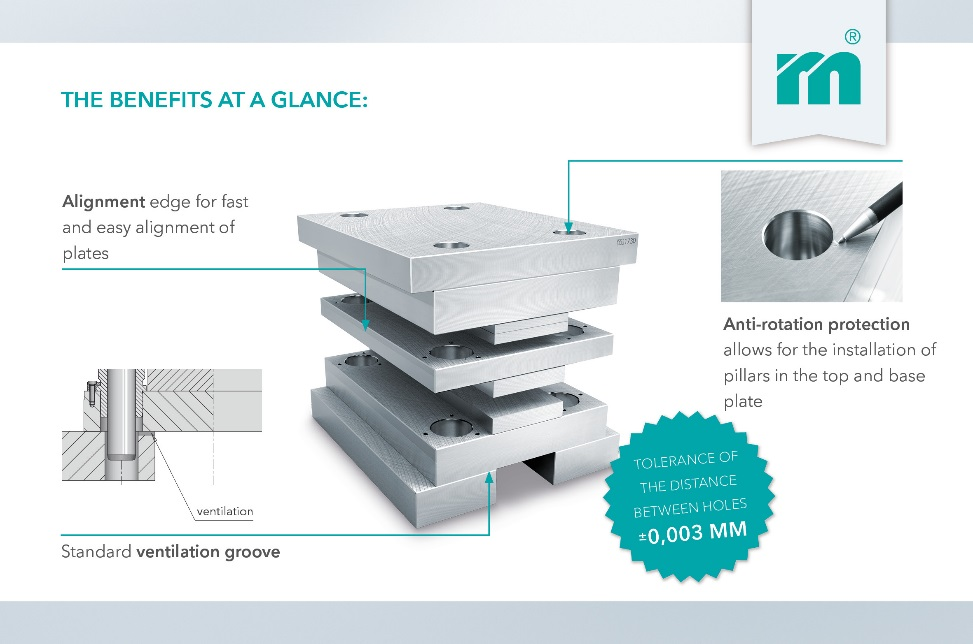 ®
m
THE BENEFITS AT A GLANCE:
Alignment edge for fast
and easy alignment of
plates
Anti-rotation protection
allows for the installation of
pillars in the top and base
plate
TOLERANCE OF
THE DISTANCE
BETWEEN HOLES
±0,003 MM
ventilation
Standard ventilation groove